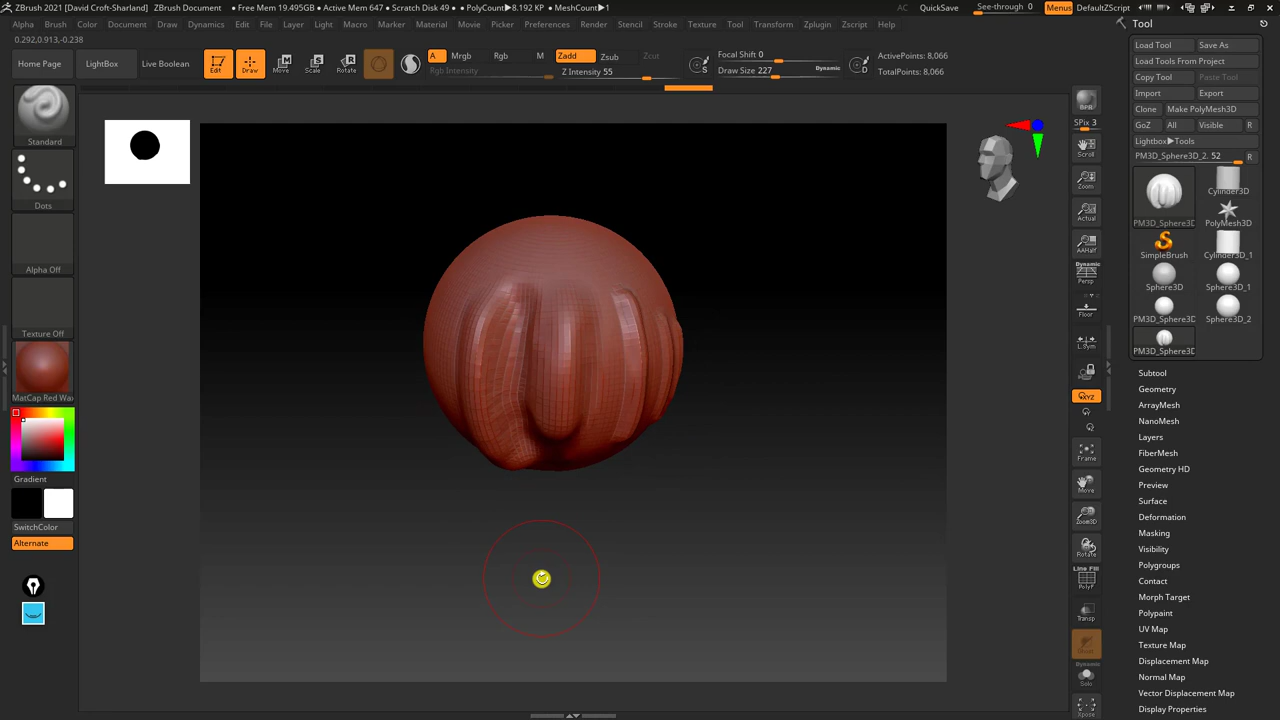 ZBrush 2021 [David Croft-Sharland] ZBrush Document • Free Mem 19.495GB • Active Mem 647 • Scratch Disk 49 • PolyCount▶8.192 KP • MeshCount▶1 AC QuickSave See-through 0 Menus DefaultZScript
Alpha Brush Color Document Draw Dynamics Edit File Layer Light Macro Marker Material Movie Picker Preferences Render Stencil Stroke Texture Tool Transform Zplugin Zscript Help
0.292,0.913,-0.238
Home Page LightBox Live Boolean
Edit Draw Move Scale Rotate
A Mrgb Rgb M
Rgb Intensity
Zadd Zsub Zcut
Z Intensity 55
S
Focal Shift 0
Draw Size 227 Dynamic
D
ActivePoints: 8,066
TotalPoints: 8,066
Standard
Dots
Alpha Off
Texture Off
MatCap Red Wax
Gradient
SwitchColor
Alternate
BPR
SPix 3
Scroll
Zoom
Actual
AAHalf
Dynamic
Persp
Floor
L.Sym
XYZ
Frame
Move
Zoom3D
Rotate
Line Fill
PolyF
Transp
Dynamic
Solo
Xpose
Tool
Load Tool Save As
Load Tools From Project
Copy Tool Paste Tool
Import Export
Clone Make PolyMesh3D
GoZ All Visible R
Lightbox▶Tools
PM3D_Sphere3D_2. 52 R
PM3D_Sphere3D
Cylinder3D
PolyMesh3D
SimpleBrush Cylinder3D_1
Sphere3D Sphere3D_1
PM3D_Sphere3D Sphere3D_2
PM3D_Sphere3D
Subtool
Geometry
ArrayMesh
NanoMesh
Layers
FiberMesh
Geometry HD
Preview
Surface
Deformation
Masking
Visibility
Polygroups
Contact
Morph Target
Polypaint
UV Map
Texture Map
Displacement Map
Normal Map
Vector Displacement Map
Display Properties